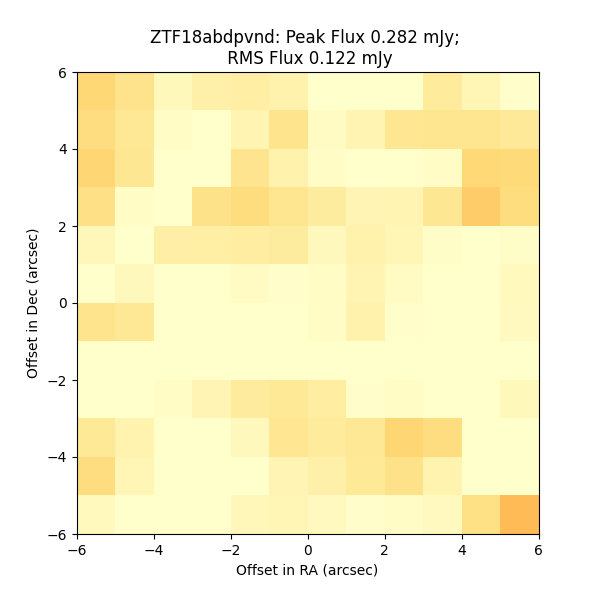 ZTF18abdpvnd: Peak Flux 0.282 mJy;
RMS Flux 0.122 mJy
6
4
2
0
−2
−4
−6
Offset in Dec (arcsec)
−6 −4 −2 0 2 4 6
Offset in RA (arcsec)